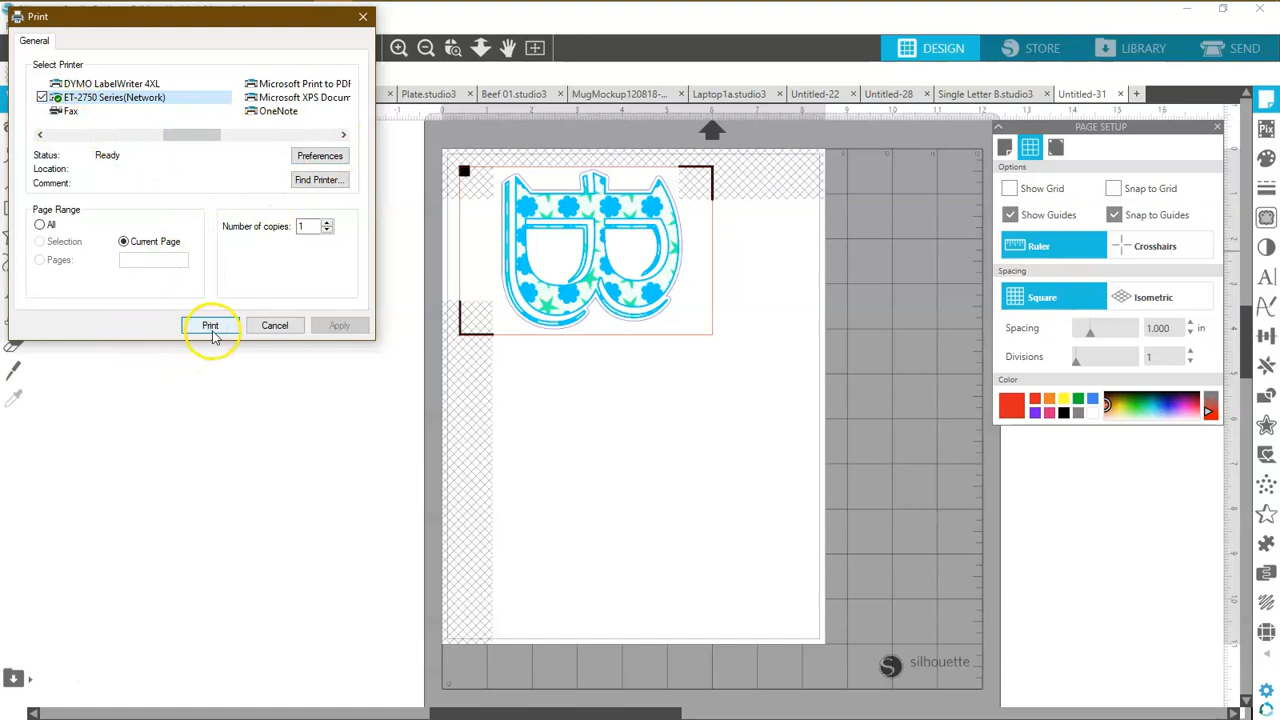 Print
General
Select Printer
DYMO LabelWriter 4XL
Microsoft Print to PDF
ET-2750 Series(Network)
Microsoft XPS Docum
Fax
OneNote
Status: Ready
Preferences
Location:
Find Printer...
Comment:
Page Range
All
Number of copies: 1
Selection
Current Page
Pages:
Print
Cancel
Apply
DESIGN
STORE
LIBRARY
SEND
Plate.studio3
Beef 01.studio3
MugMockup120818-...
Laptop1a.studio3
Untitled-22
Untitled-28
Single Letter B.studio3
Untitled-31
PAGE SETUP
Options
Show Grid
Snap to Grid
Show Guides
Snap to Guides
Ruler
Crosshairs
Spacing
Square
Isometric
Spacing 1.000 in
Divisions 1
Color
silhouette